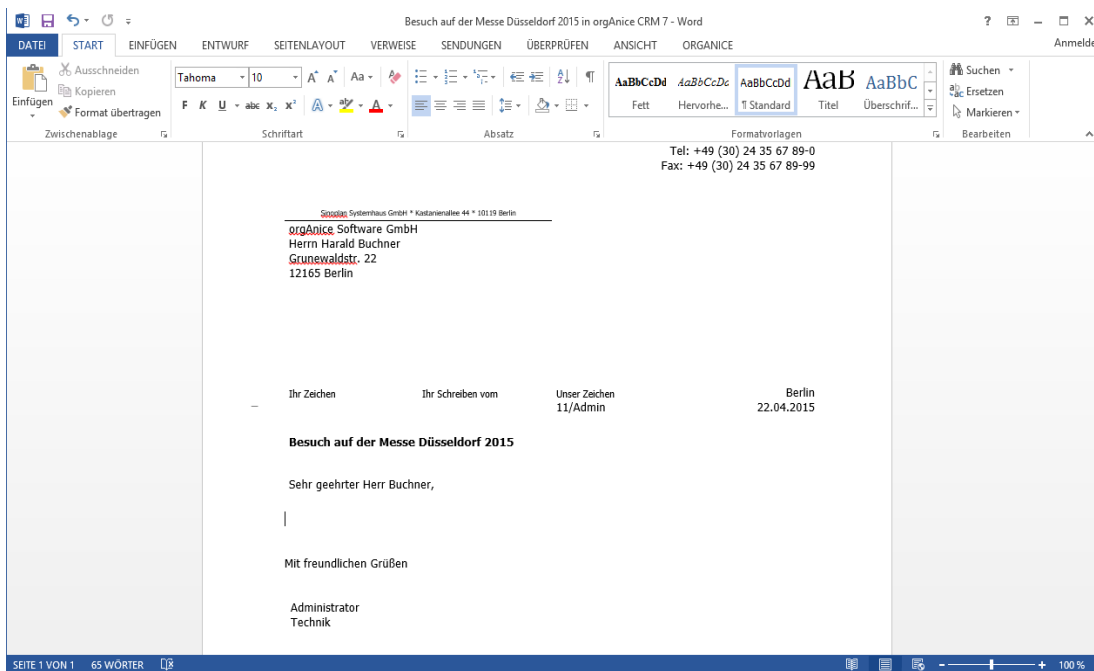 Besuch auf der Messe Düsseldorf 2015 in orgAnice CRM 7 - Word
DATEI START EINFÜGEN ENTWURF SEITENLAYOUT VERWEISE SENDUNGEN ÜBERPRÜFEN ANSICHT ORGANICE Anmelde
Einfügen
Ausschneiden
Kopieren
Format übertragen
Zwischenablage
Tahoma 10
F K U abc x₂ x² A A
Schriftart
Absatz
AaBbCcDd AaBbCcDc AaBbCcDd AaB AaBbC
Fett Hervorhe... ¶ Standard Titel Überschrif...
Formatvorlagen
Suchen
Ersetzen
Markieren
Bearbeiten
Tel: +49 (30) 24 35 67 89-0
Fax: +49 (30) 24 35 67 89-99
Sinoplan Systemhaus GmbH * Kastanienallee 44 * 10119 Berlin
orgAnice Software GmbH
Herrn Harald Buchner
Grunewaldstr. 22
12165 Berlin
Ihr Zeichen Ihr Schreiben vom Unser Zeichen Berlin
11/Admin 22.04.2015
Besuch auf der Messe Düsseldorf 2015
Sehr geehrter Herr Buchner,
Mit freundlichen Grüßen
Administrator
Technik
SEITE 1 VON 1 65 WÖRTER 100 %